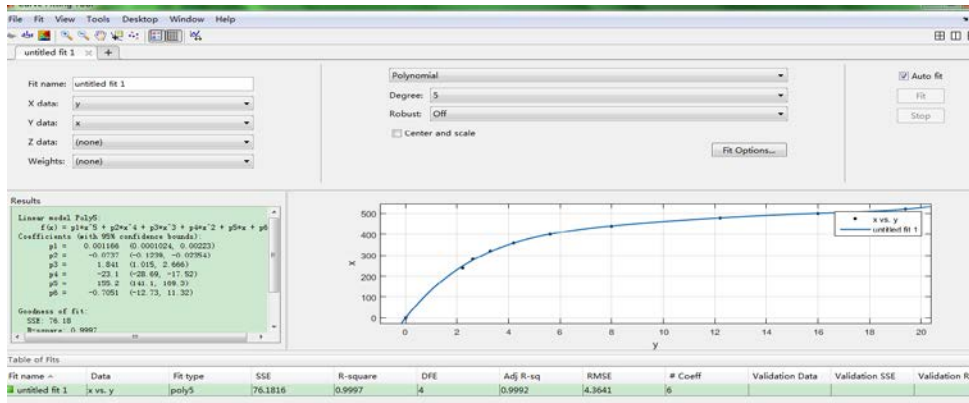 File Fit View Tools Desktop Window Help
untitled fit 1
Fit name: untitled fit 1
X data: y
Y data: x
Z data: (none)
Weights: (none)
Polynomial
Degree: 5
Robust: Off
Center and scale
Fit Options...
Auto fit
Fit
Stop
Results
Linear model Poly5:
f(x) = p1*x^5 + p2*x^4 + p3*x^3 + p4*x^2 + p5*x + p6
Coefficients (with 95% confidence bounds):
p1 = 0.001166 (0.0001024, 0.00223)
p2 = -0.0737 (-0.1239, -0.02354)
p3 = 1.841 (1.015, 2.666)
p4 = -23.1 (-28.69, -17.52)
p5 = 155.2 (141.1, 169.3)
p6 = -0.7051 (-12.73, 11.32)
Goodness of fit:
SSE: 76.18
R-square: 0.9997
500
400
300
200
100
0
x
0 2 4 6 8 10 12 14 16 18 20
y
x vs. y
untitled fit 1
Table of Fits
Fit name Data Fit type SSE R-square DFE Adj R-sq RMSE # Coeff Validation Data Validation SSE Validation R
untitled fit 1 x vs. y poly5 76.1816 0.9997 4 0.9992 4.3641 6